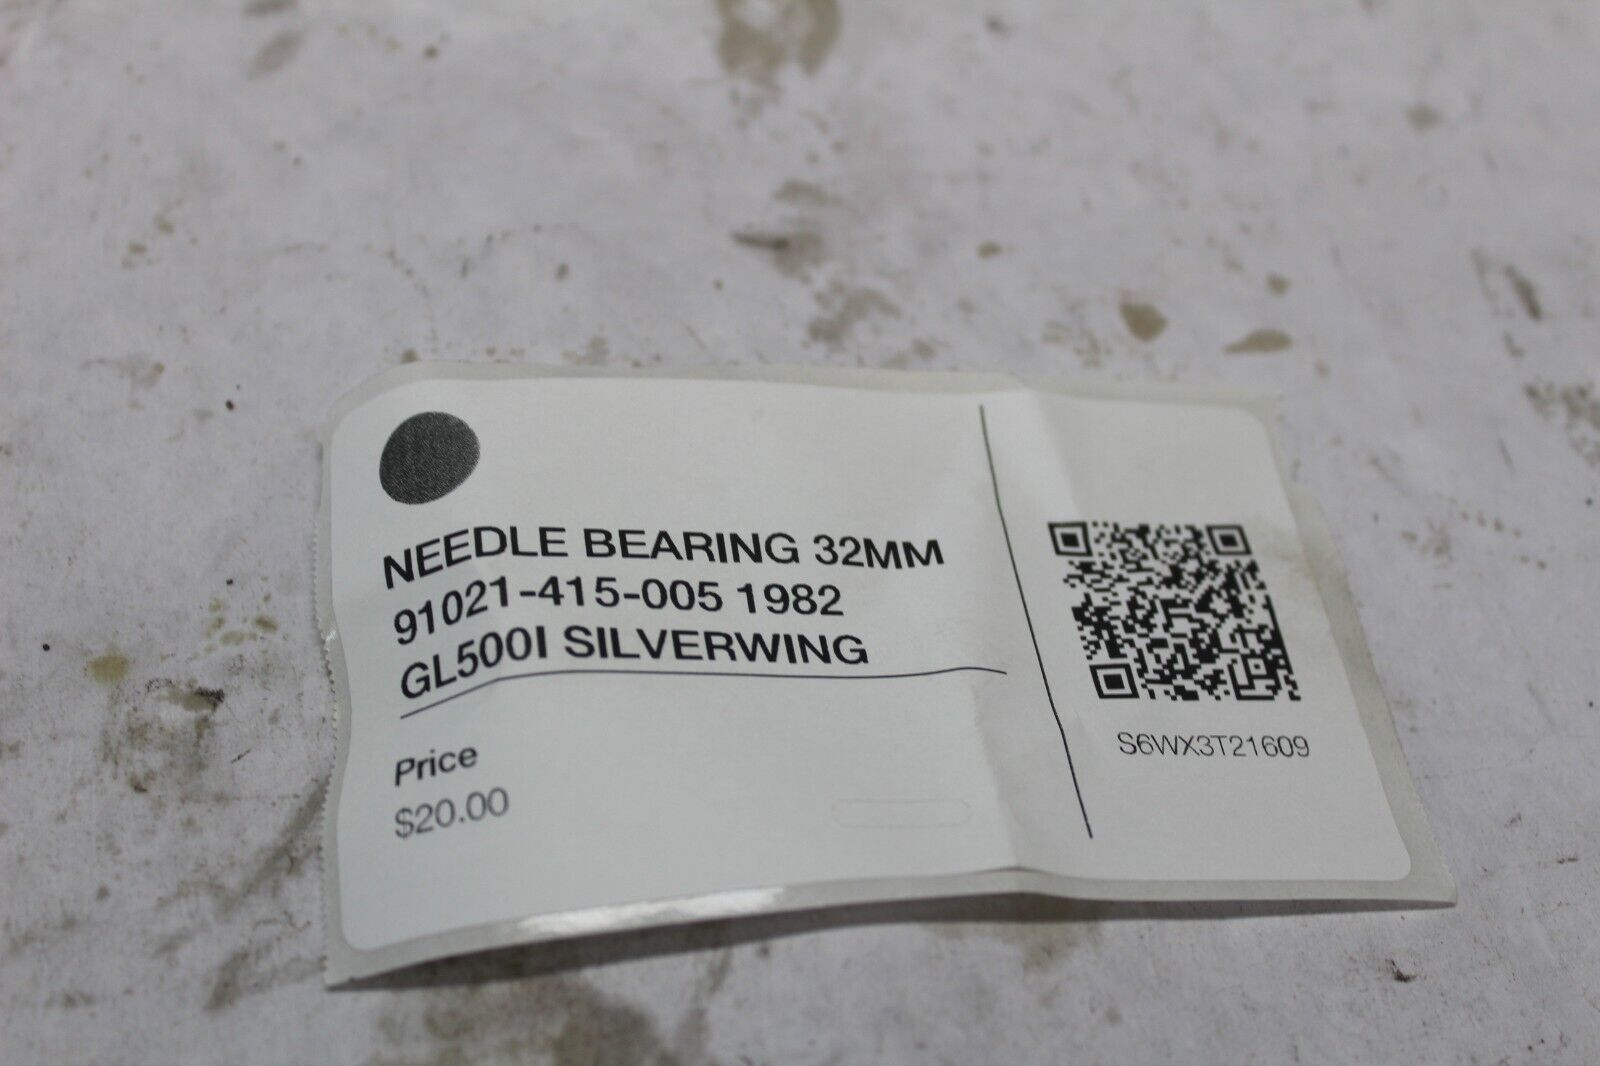 NEEDLE BEARING 32MM
91021-415-005 1982
GL500I SILVERWING
Price
$20.00
S6WX3T21609